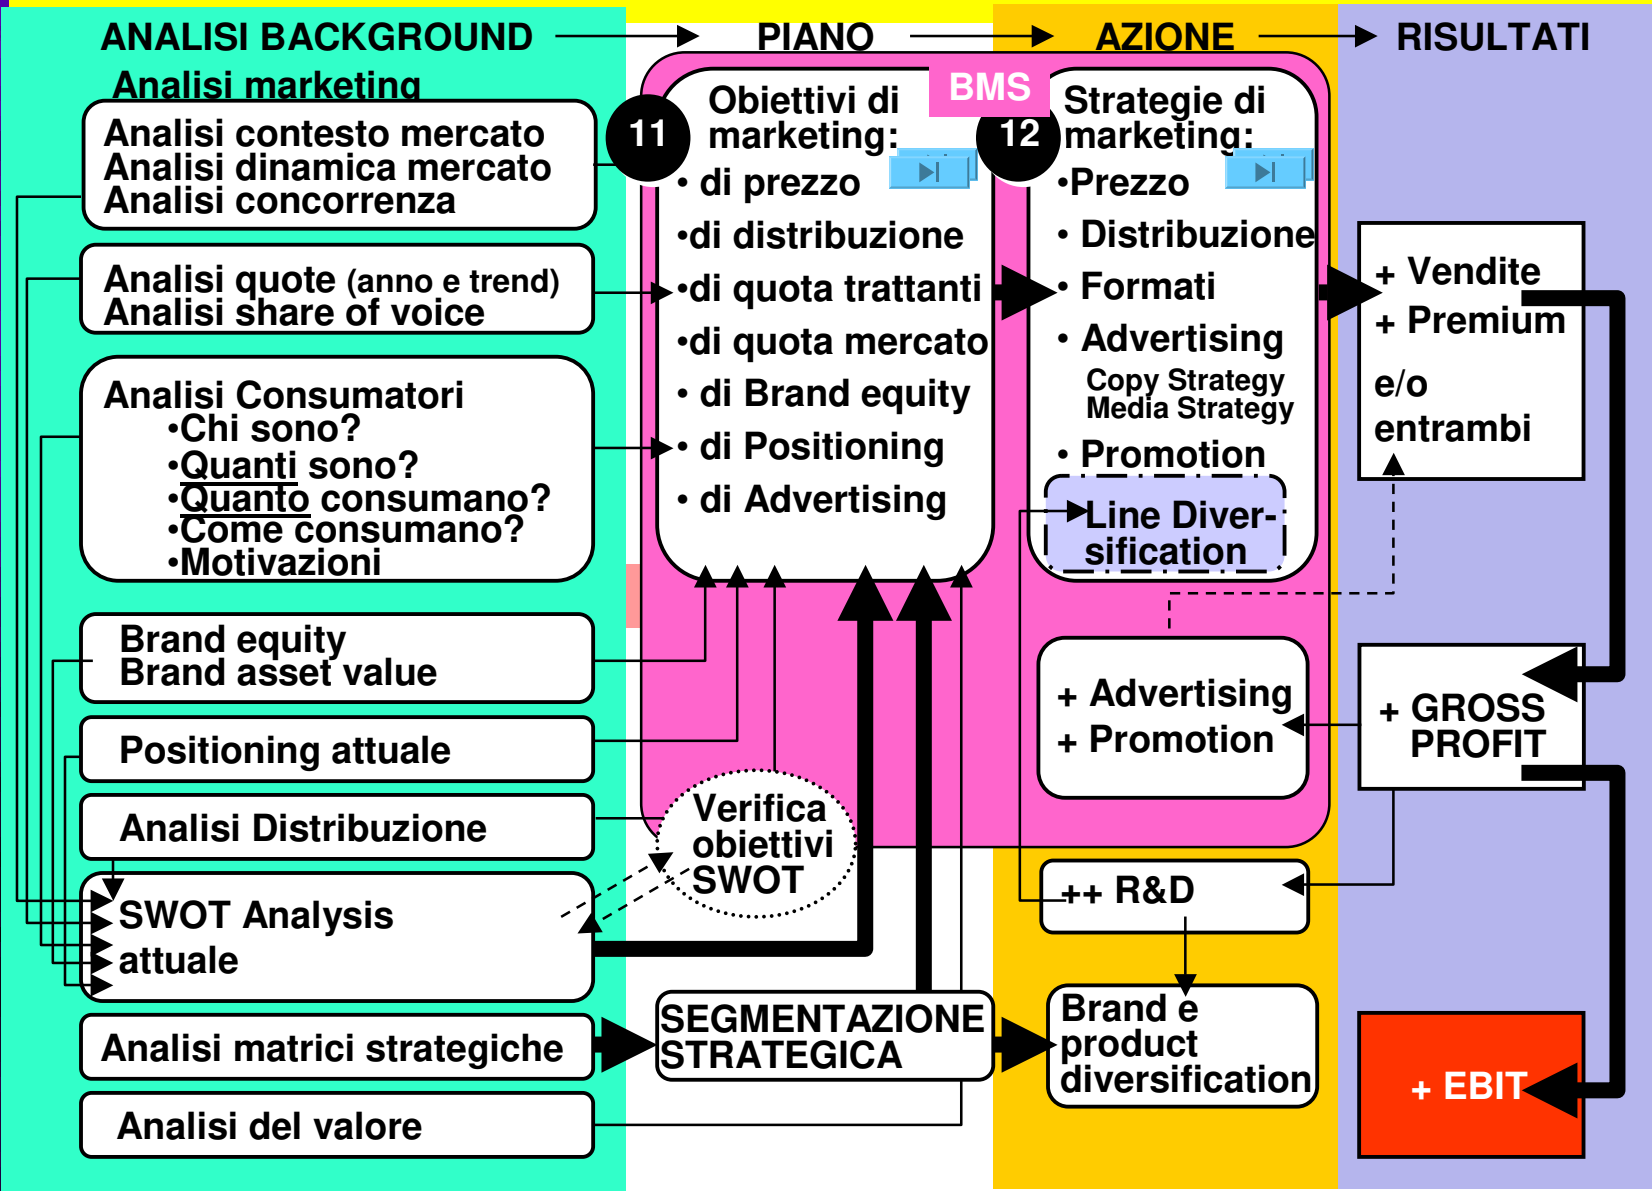 ANALISI BACKGROUND
PIANO
AZIONE
RISULTATI
Analisi marketing
Analisi contesto mercato
Analisi dinamica mercato
Analisi concorrenza
Analisi quote (anno e trend)
Analisi share of voice
Analisi Consumatori
•Chi sono?
•Quanti sono?
•Quanto consumano?
•Come consumano?
•Motivazioni
Brand equity
Brand asset value
Positioning attuale
Analisi Distribuzione
SWOT Analysis
attuale
Analisi matrici strategiche
Analisi del valore
BMS
11
Obiettivi di
marketing:
• di prezzo
•di distribuzione
•di quota trattanti
•di quota mercato
• di Brand equity
• di Positioning
• di Advertising
Verifica
obiettivi
SWOT
SEGMENTAZIONE
STRATEGICA
12
Strategie di
marketing:
•Prezzo
• Distribuzione
• Formati
• Advertising
Copy Strategy
Media Strategy
• Promotion
Line Diver-
sification
+ Advertising
+ Promotion
++ R&D
Brand e
product
diversification
+ Vendite
+ Premium
e/o
entrambi
+ GROSS
PROFIT
+ EBIT